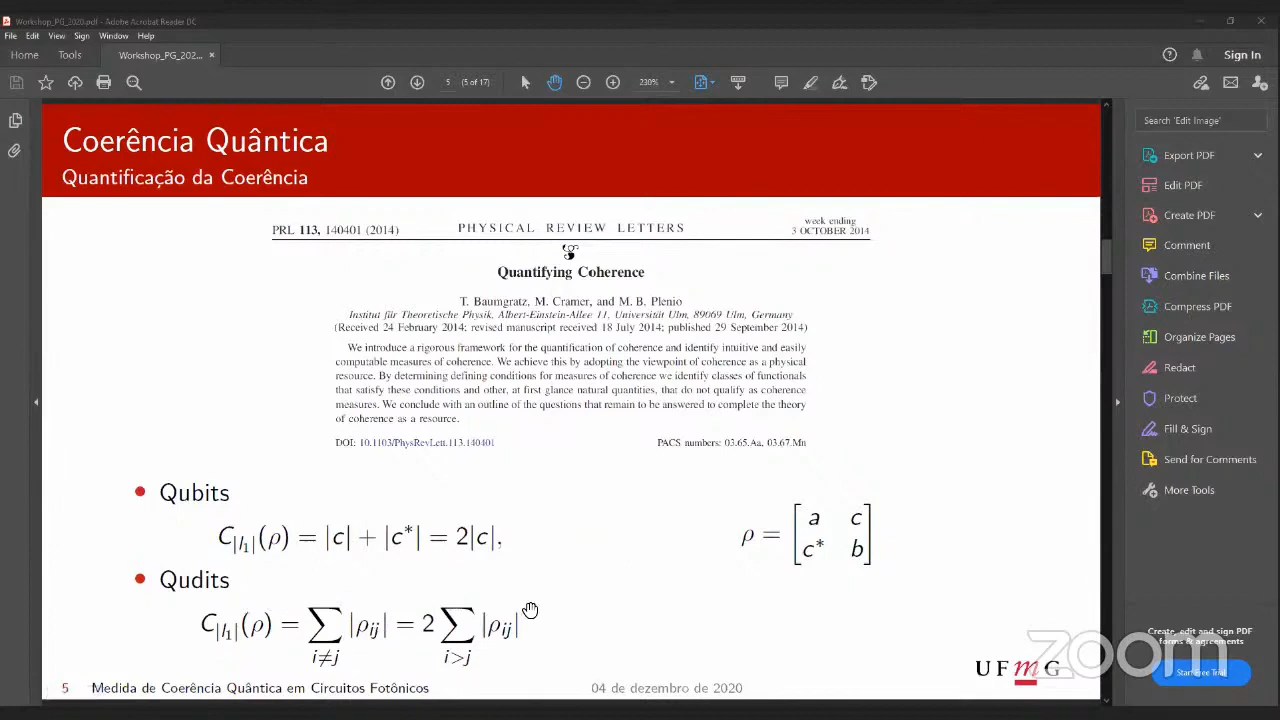 Workshop_PG_2020.pdf - Adobe Acrobat Reader DC
File Edit View Sign Window Help
Home Tools Workshop_PG_202... × Sign In
5 (5 of 17) 230%
Coerência Quântica
Quantificação da Coerência
PRL 113, 140401 (2014) PHYSICAL REVIEW LETTERS week ending
3 OCTOBER 2014
Quantifying Coherence
T. Baumgratz, M. Cramer, and M. B. Plenio
Institut für Theoretische Physik, Albert-Einstein-Allee 11, Universität Ulm, 89069 Ulm, Germany
(Received 24 February 2014; revised manuscript received 18 July 2014; published 29 September 2014)
We introduce a rigorous framework for the quantification of coherence and identify intuitive and easily
computable measures of coherence. We achieve this by adopting the viewpoint of coherence as a physical
resource. By determining defining conditions for measures of coherence we identify classes of functionals
that satisfy these conditions and other, at first glance natural quantities, that do not qualify as coherence
measures. We conclude with an outline of the questions that remain to be answered to complete the theory
of coherence as a resource.
DOI: 10.1103/PhysRevLett.113.140401 PACS numbers: 03.65.Aa, 03.67.Mn
• Qubits
C|l₁|(ρ) = |c| + |c*| = 2|c|,
ρ = [a c
c* b]
• Qudits
C|l₁|(ρ) = ∑ |ρij| = 2 ∑ |ρij|
i≠j i>j
UFmG
5 Medida de Coerência Quântica em Circuitos Fotônicos 04 de dezembro de 2020
Search 'Edit Image'
Export PDF
Edit PDF
Create PDF
Comment
Combine Files
Compress PDF
Organize Pages
Redact
Protect
Fill & Sign
Send for Comments
More Tools
Create, edit and sign PDF
forms & agreements
Start Free Trial
zoom